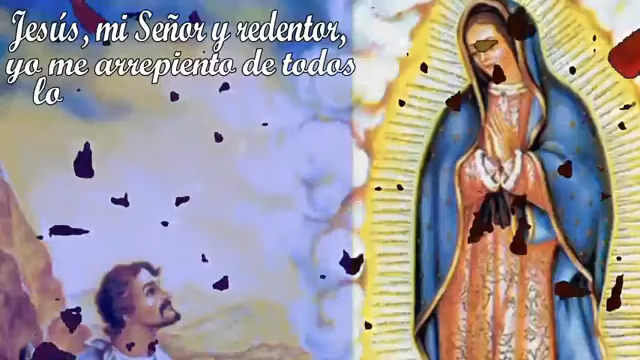 Jesús, mi Señor y redentor,
yo me arrepiento de todos
lo